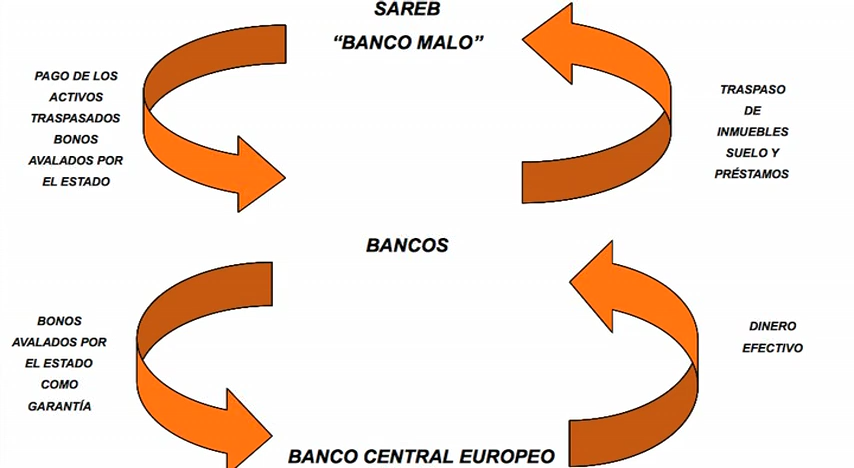 SAREB
“BANCO MALO”
PAGO DE LOS
ACTIVOS
TRASPASADOS
BONOS
AVALADOS POR
EL ESTADO
TRASPASO
DE
INMUEBLES
SUELO Y
PRÉSTAMOS
BANCOS
BONOS
AVALADOS POR
EL ESTADO
COMO
GARANTÍA
DINERO
EFECTIVO
BANCO CENTRAL EUROPEO